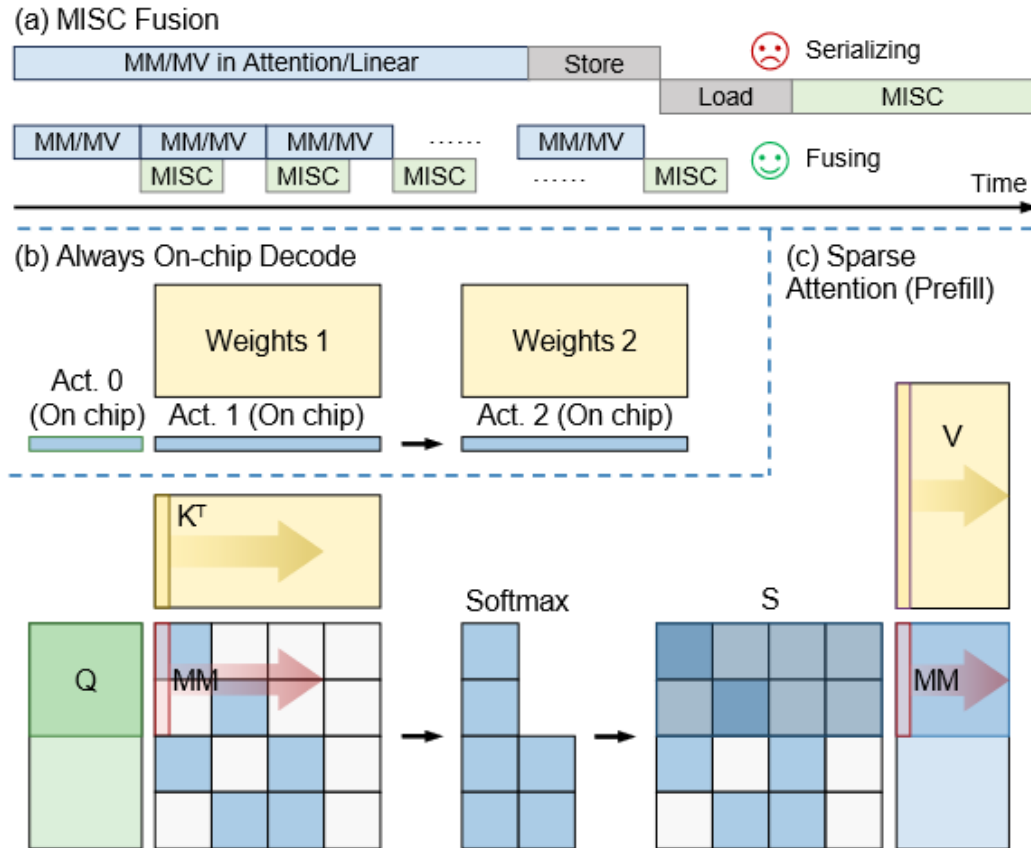 (a) MISC Fusion
MM/MV in Attention/Linear
Store
Serializing
Load
MISC
MM/MV
MM/MV
MM/MV
......
MM/MV
MISC
MISC
MISC
......
MISC
Fusing
Time
(b) Always On-chip Decode
(c) Sparse
Attention (Prefill)
Weights 1
Weights 2
Act. 0
(On chip)
Act. 1 (On chip)
Act. 2 (On chip)
V
Kᵀ
Softmax
S
Q
MM
MM